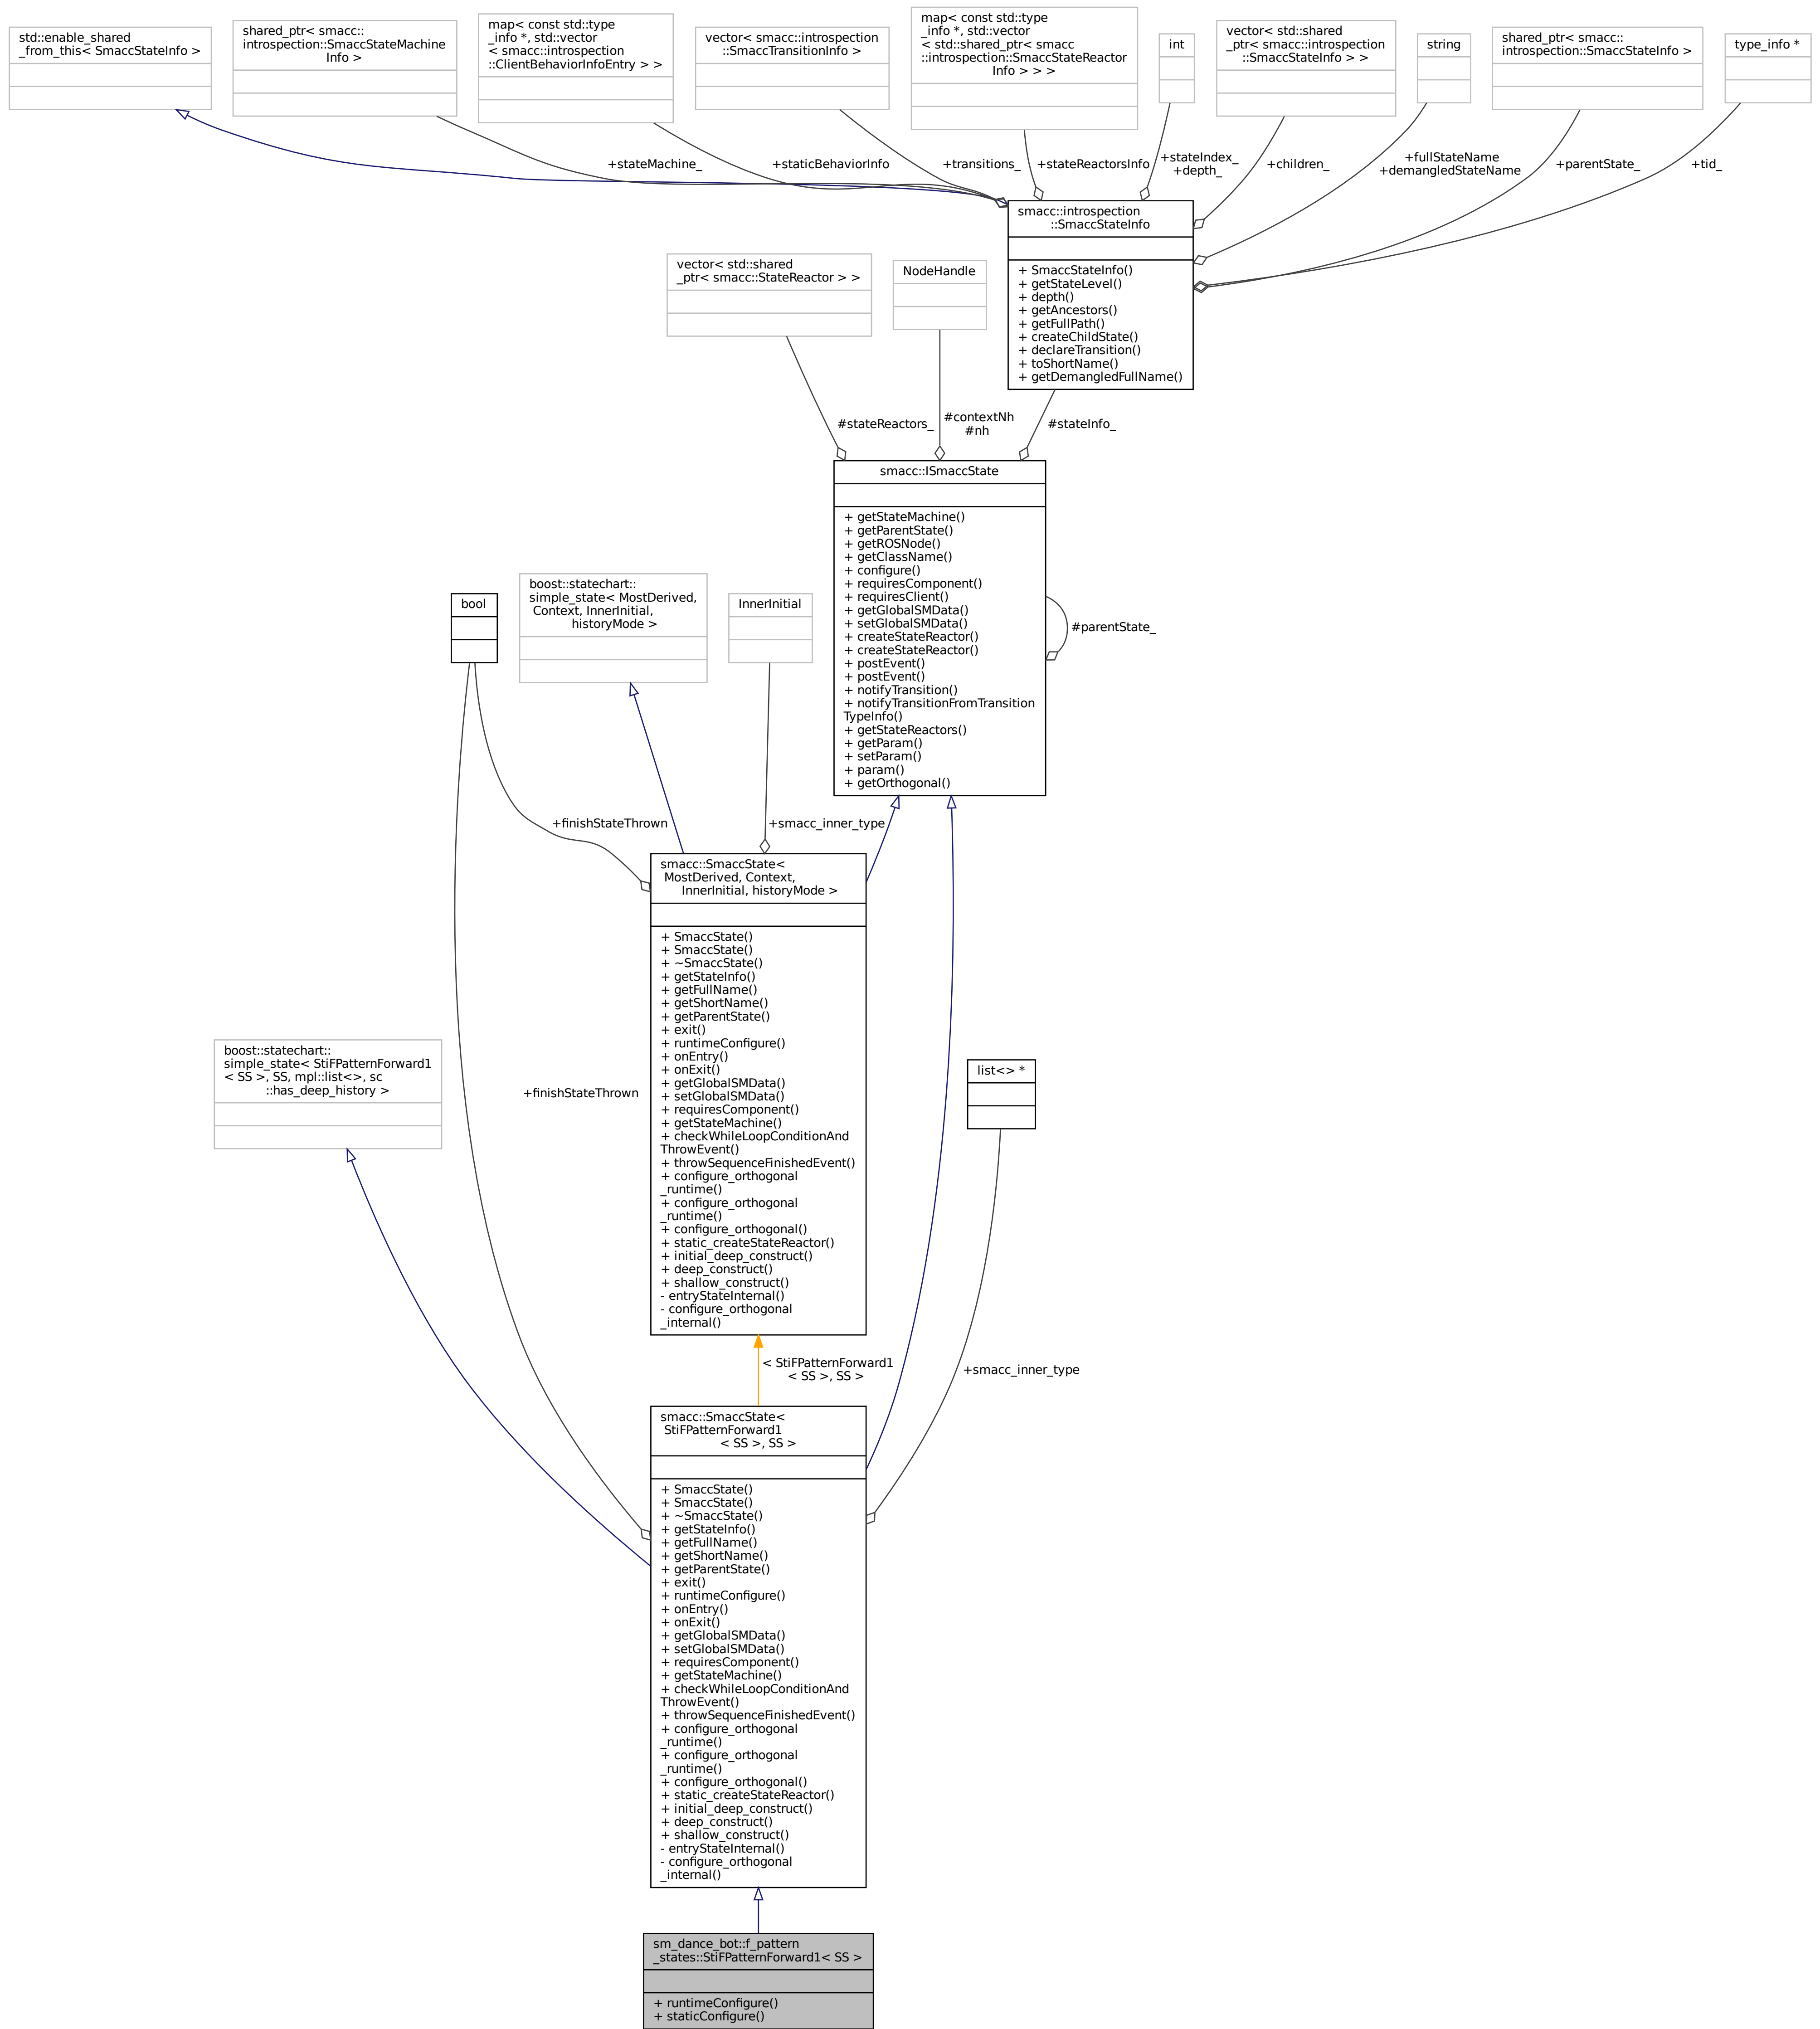 std::enable_shared
_from_this< SmaccStateInfo >
shared_ptr< smacc::
introspection::SmaccStateMachine
Info >
map< const std::type
_info *, std::vector
< smacc::introspection
::ClientBehaviorInfoEntry > >
vector< smacc::introspection
::SmaccTransitionInfo >
map< const std::type
_info *, std::vector
< std::shared_ptr< smacc
::introspection::SmaccStateReactor
Info > > >
int
vector< std::shared
_ptr< smacc::introspection
::SmaccStateInfo > >
string
shared_ptr< smacc::
introspection::SmaccStateInfo >
type_info *
+stateMachine_
+staticBehaviorInfo
+transitions_
+stateReactorsInfo
+stateIndex_
+depth_
+children_
+fullStateName
+demangledStateName
+parentState_
+tid_
smacc::introspection
::SmaccStateInfo
+ SmaccStateInfo()
+ getStateLevel()
+ depth()
+ getAncestors()
+ getFullPath()
+ createChildState()
+ declareTransition()
+ toShortName()
+ getDemangledFullName()
vector< std::shared
_ptr< smacc::StateReactor > >
NodeHandle
#stateReactors_
#contextNh
#nh
#stateInfo_
smacc::ISmaccState
+ getStateMachine()
+ getParentState()
+ getROSNode()
+ getClassName()
+ configure()
+ requiresComponent()
+ requiresClient()
+ getGlobalSMData()
+ setGlobalSMData()
+ createStateReactor()
+ createStateReactor()
+ postEvent()
+ postEvent()
+ notifyTransition()
+ notifyTransitionFromTransition
TypeInfo()
+ getStateReactors()
+ getParam()
+ setParam()
+ param()
+ getOrthogonal()
#parentState_
bool
boost::statechart::
simple_state< MostDerived,
Context, InnerInitial,
historyMode >
InnerInitial
+finishStateThrown
+smacc_inner_type
smacc::SmaccState<
MostDerived, Context,
InnerInitial, historyMode >
+ SmaccState()
+ SmaccState()
+ ~SmaccState()
+ getStateInfo()
+ getFullName()
+ getShortName()
+ getParentState()
+ exit()
+ runtimeConfigure()
+ onEntry()
+ onExit()
+ getGlobalSMData()
+ setGlobalSMData()
+ requiresComponent()
+ getStateMachine()
+ checkWhileLoopConditionAnd
ThrowEvent()
+ throwSequenceFinishedEvent()
+ configure_orthogonal
_runtime()
+ configure_orthogonal
_runtime()
+ configure_orthogonal()
+ static_createStateReactor()
+ initial_deep_construct()
+ deep_construct()
+ shallow_construct()
- entryStateInternal()
- configure_orthogonal
_internal()
boost::statechart::
simple_state< StiFPatternForward1
< SS >, SS, mpl::list<>, sc
::has_deep_history >
+finishStateThrown
list<> *
< StiFPatternForward1
< SS >, SS >
+smacc_inner_type
smacc::SmaccState<
StiFPatternForward1
< SS >, SS >
+ SmaccState()
+ SmaccState()
+ ~SmaccState()
+ getStateInfo()
+ getFullName()
+ getShortName()
+ getParentState()
+ exit()
+ runtimeConfigure()
+ onEntry()
+ onExit()
+ getGlobalSMData()
+ setGlobalSMData()
+ requiresComponent()
+ getStateMachine()
+ checkWhileLoopConditionAnd
ThrowEvent()
+ throwSequenceFinishedEvent()
+ configure_orthogonal
_runtime()
+ configure_orthogonal
_runtime()
+ configure_orthogonal()
+ static_createStateReactor()
+ initial_deep_construct()
+ deep_construct()
+ shallow_construct()
- entryStateInternal()
- configure_orthogonal
_internal()
sm_dance_bot::f_pattern
_states::StiFPatternForward1< SS >
+ runtimeConfigure()
+ staticConfigure()